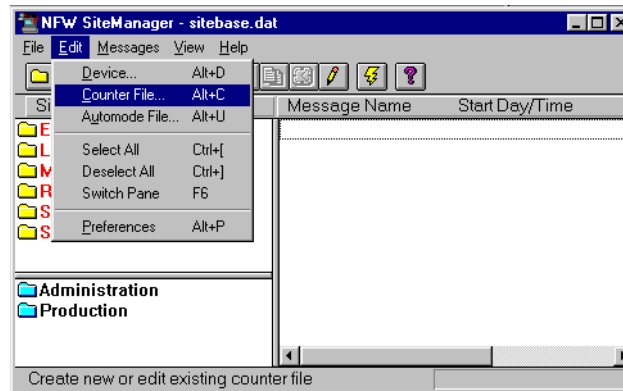 NFW SiteManager - sitebase.dat
File Edit Messages View Help
Device... Alt+D
Counter File... Alt+C
Automode File... Alt+U
Select All Ctrl+[
Deselect All Ctrl+]
Switch Pane F6
Preferences Alt+P
Si
Message Name Start Day/Time
E
L
M
R
S
S
Administration
Production
Create new or edit existing counter file